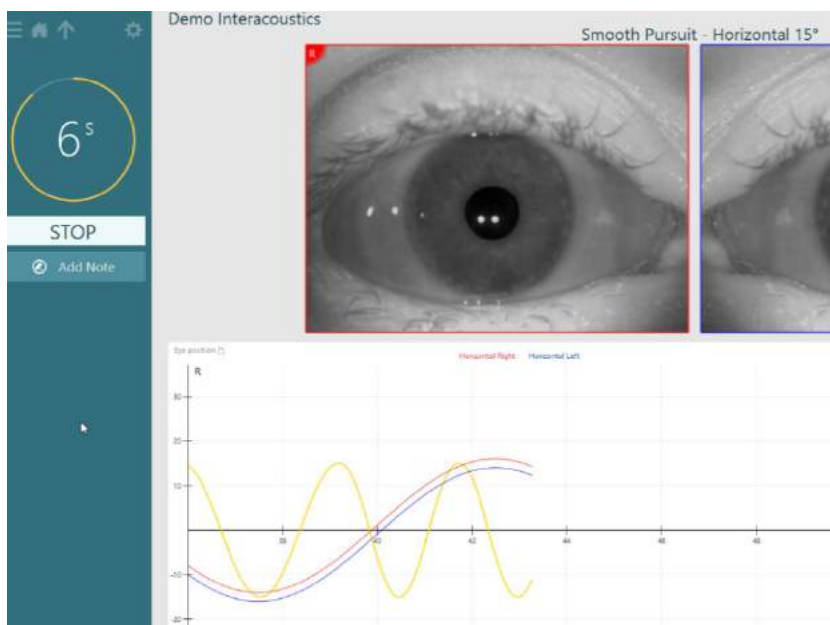 Demo Interacoustics
Smooth Pursuit - Horizontal 15°
R
6 s
STOP
Add Note
Eye position [°]
Horizontal Right Horizontal Left
R
30
20
10
38 40 42 44 46 48
-10
-20